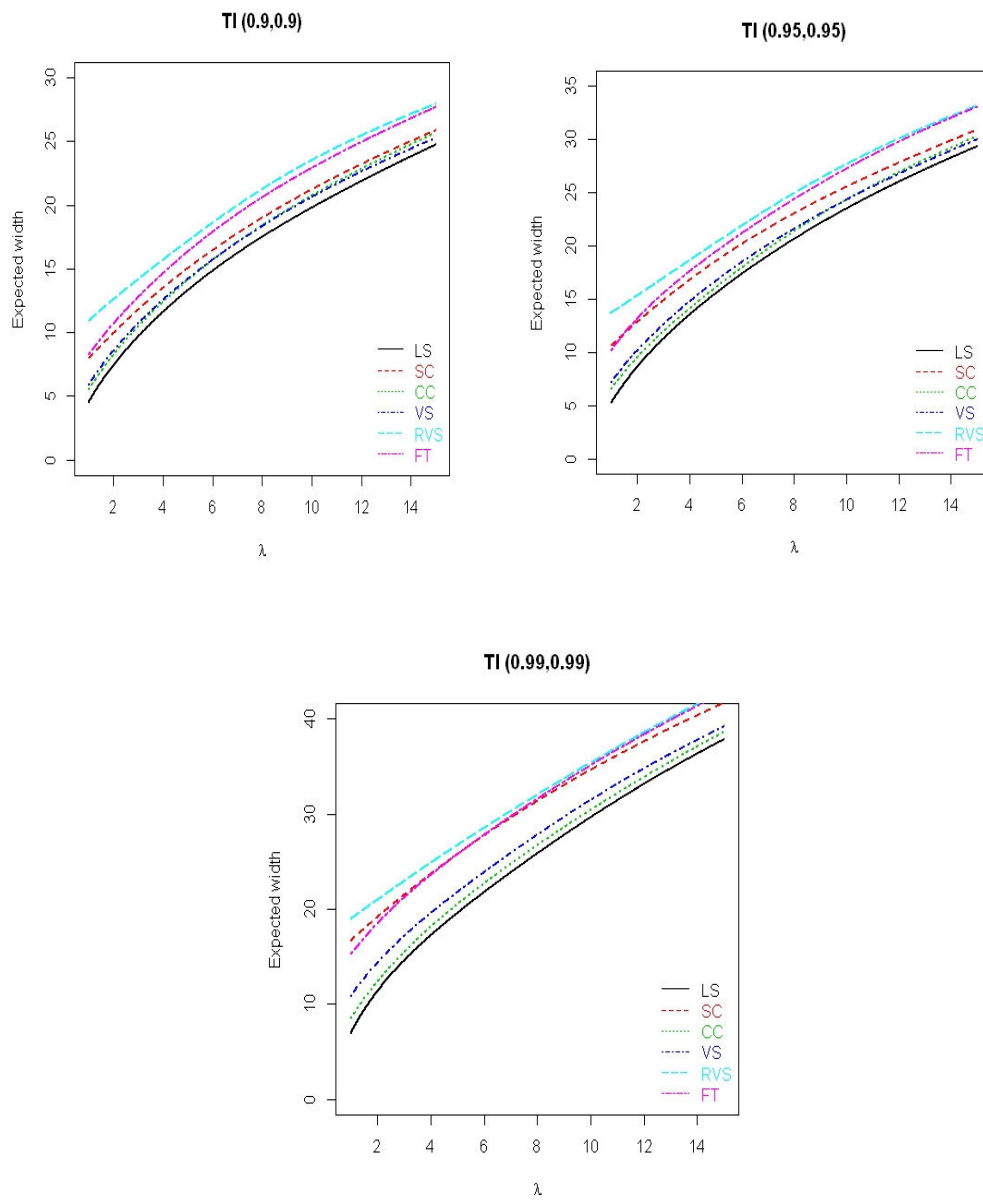 TI (0.9,0.9)
Expected width
30
25
20
15
10
5
0
2 4 6 8 10 12 14
λ
LS
SC
CC
VS
RVS
FT
TI (0.95,0.95)
Expected width
35
30
25
20
15
10
5
0
2 4 6 8 10 12 14
λ
LS
SC
CC
VS
RVS
FT
TI (0.99,0.99)
Expected width
40
30
20
10
0
2 4 6 8 10 12 14
λ
LS
SC
CC
VS
RVS
FT